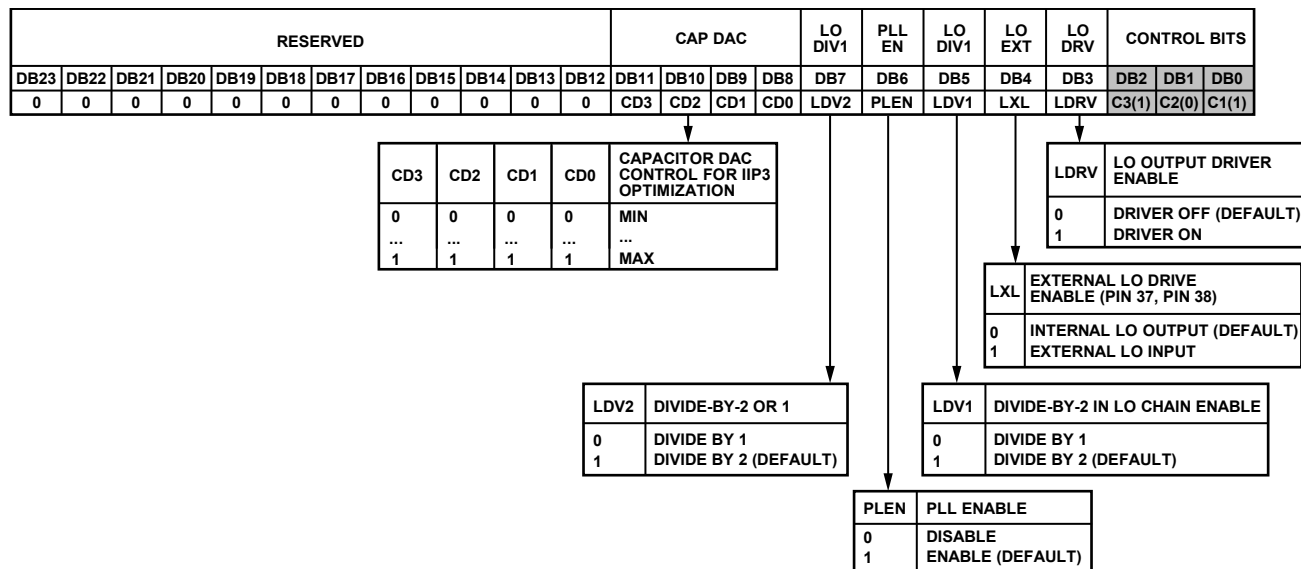 RESERVED CAP DAC LO DIV1 PLL EN LO DIV1 LO EXT LO DRV CONTROL BITS
DB23 DB22 DB21 DB20 DB19 DB18 DB17 DB16 DB15 DB14 DB13 DB12 DB11 DB10 DB9 DB8 DB7 DB6 DB5 DB4 DB3 DB2 DB1 DB0
0 0 0 0 0 0 0 0 0 0 0 0 CD3 CD2 CD1 CD0 LDV2 PLEN LDV1 LXL LDRV C3(1) C2(0) C1(1)
CD3 CD2 CD1 CD0 CAPACITOR DAC
CONTROL FOR IIP3
OPTIMIZATION
0 0 0 0 MIN
... ... ... ... ...
1 1 1 1 MAX
LDRV LO OUTPUT DRIVER
ENABLE
0 DRIVER OFF (DEFAULT)
1 DRIVER ON
LXL EXTERNAL LO DRIVE
ENABLE (PIN 37, PIN 38)
0 INTERNAL LO OUTPUT (DEFAULT)
1 EXTERNAL LO INPUT
LDV2 DIVIDE-BY-2 OR 1
0 DIVIDE BY 1
1 DIVIDE BY 2 (DEFAULT)
LDV1 DIVIDE-BY-2 IN LO CHAIN ENABLE
0 DIVIDE BY 1
1 DIVIDE BY 2 (DEFAULT)
PLEN PLL ENABLE
0 DISABLE
1 ENABLE (DEFAULT)